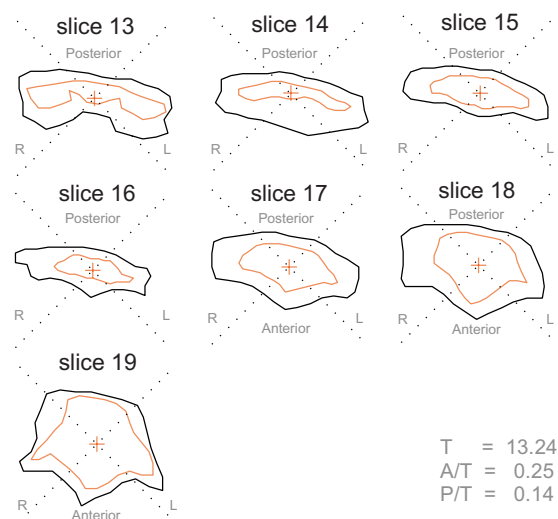 slice 13 slice 14 slice 15
Posterior Posterior Posterior
R L R L R L
slice 16 slice 17 slice 18
Posterior Posterior Posterior
R L R Anterior L R Anterior L
slice 19
R Anterior L
T = 13.24
A/T = 0.25
P/T = 0.14